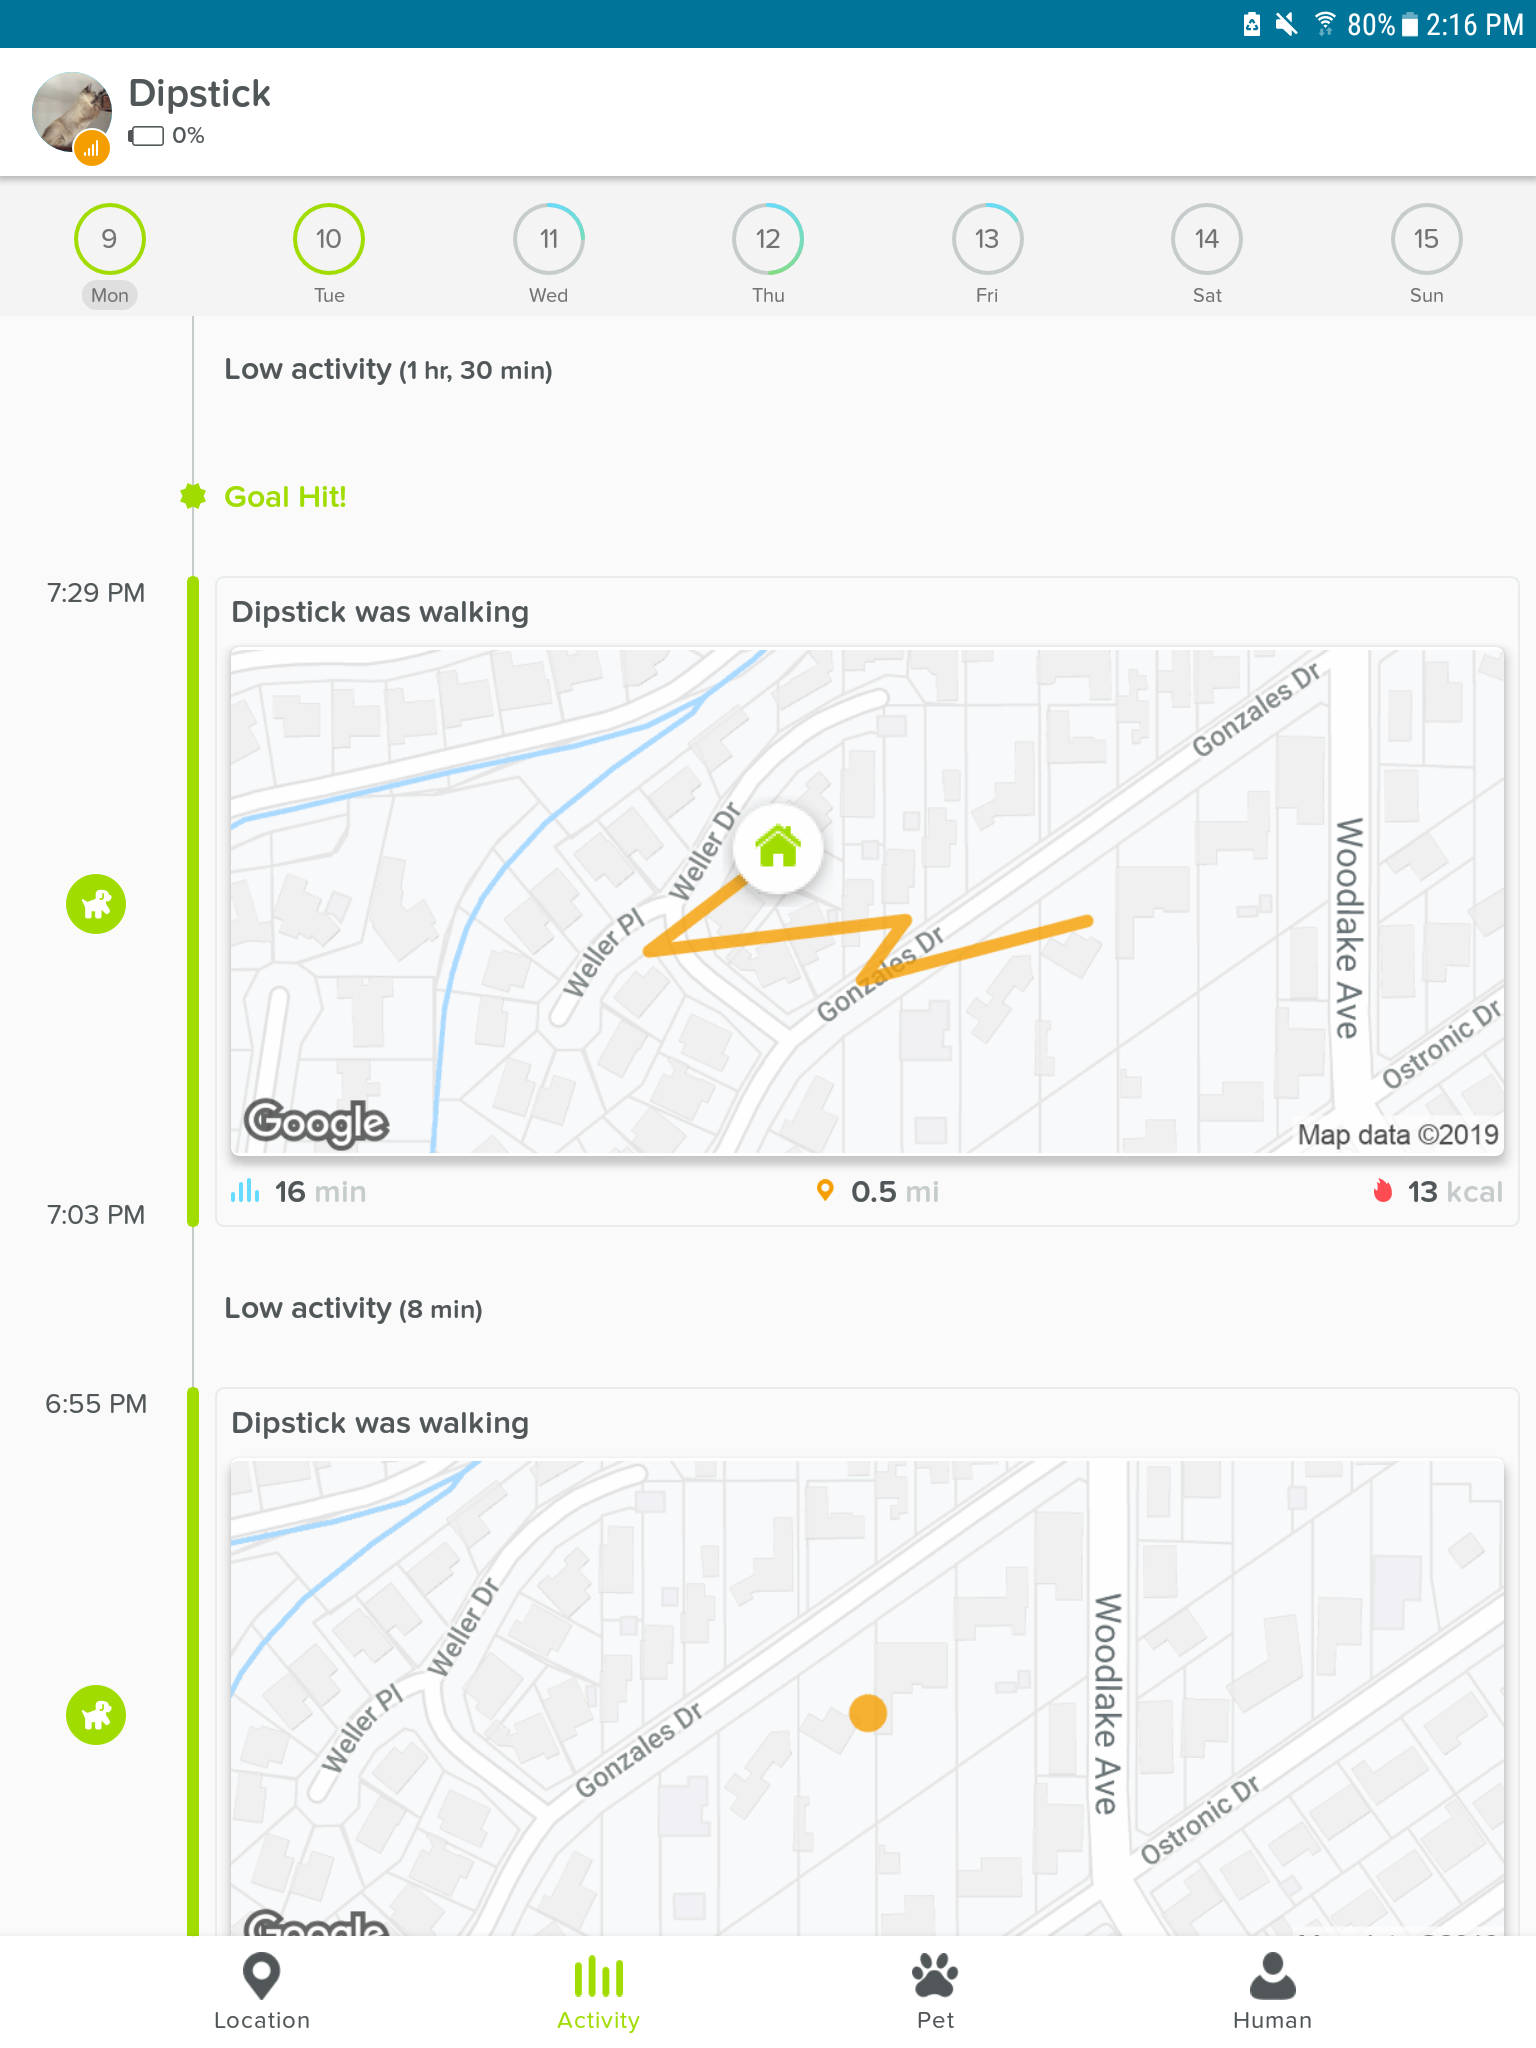 80% 2:16 PM
Dipstick
0%
9 10 11 12 13 14 15
Mon Tue Wed Thu Fri Sat Sun
Low activity (1 hr, 30 min)
Goal Hit!
7:29 PM
Dipstick was walking
Gonzales Dr
Weller Dr
Woodlake Ave
Weller Pl
Gonzales Dr
Ostronic Dr
Google
Map data ©2019
16 min 0.5 mi 13 kcal
7:03 PM
Low activity (8 min)
6:55 PM
Dipstick was walking
Weller Dr
Woodlake Ave
Weller Pl
Gonzales Dr
Ostronic Dr
Google
Location Activity Pet Human